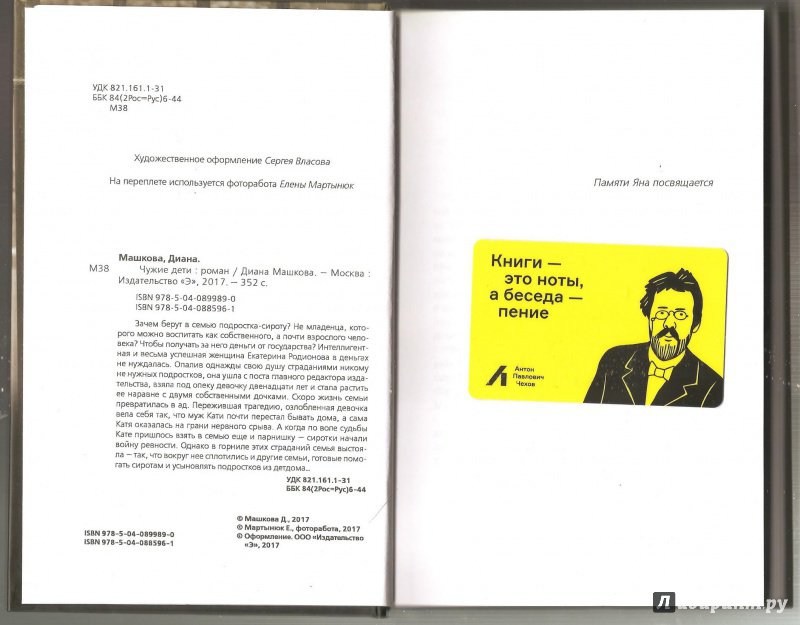 УДК 821.161.1-31
ББК 84(2Рос=Рус)6-44
М38
Художественное оформление Сергея Власова
На переплете используется фоторабота Елены Мартынюк
Машкова, Диана.
М38 Чужие дети : роман / Диана Машкова. — Москва :
Издательство «Э», 2017. — 352 с.
ISBN 978-5-04-089989-0
ISBN 978-5-04-088596-1
Зачем берут в семью подростка-сироту? Не младенца, кото-
рого можно воспитать как собственного, а почти взрослого чело-
века? Чтобы получать за него деньги от государства? Интеллигент-
ная и весьма успешная женщина Екатерина Родионова в деньгах
не нуждалась. Опалив однажды свою душу страданиями никому
не нужных подростков, она ушла с поста главного редактора изда-
тельства, взяла под опеку девочку двенадцати лет и стала растить
ее наравне с двумя собственными дочками. Скоро жизнь семьи
превратилась в ад. Пережившая трагедию, озлобленная девочка
вела себя так, что муж Кати почти перестал бывать дома, а сама
Катя оказалась на грани нервного срыва. А когда по воле судьбы
Кате пришлось взять в семью еще и парнишку — сиротки начали
войну ревности. Однако в горниле этих страданий семья выстоя-
ла — так, что вокруг нее сплотились и другие семьи, готовые помо-
гать сиротам и усыновлять подростков из детдома...
УДК 821.161.1-31
ББК 84(2Рос=Рус)6-44
© Машкова Д., 2017
© Мартынюк Е., фоторабота, 2017
© Оформление. ООО «Издательство
«Э», 2017
ISBN 978-5-04-089989-0
ISBN 978-5-04-088596-1
Памяти Яна посвящается
Книги —
это ноты,
а беседа —
пение
Антон
Павлович
Чехов
Лабиринт.ру